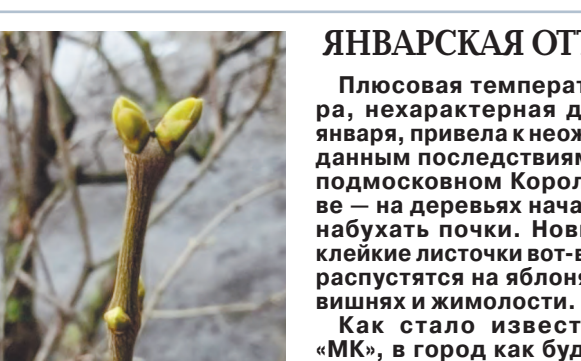 ЯНВАРСКАЯ ОТТ
Плюсовая температ
ра, нехарактерная д
января, привела к неож
данным последствиям
подмосковном Корол
ве — на деревьях нача
набухать почки. Нов
клейкие листочки вот-в
распустятся на яблоня
вишнях и жимолости.
Как стало извест
«МК», в город как буд